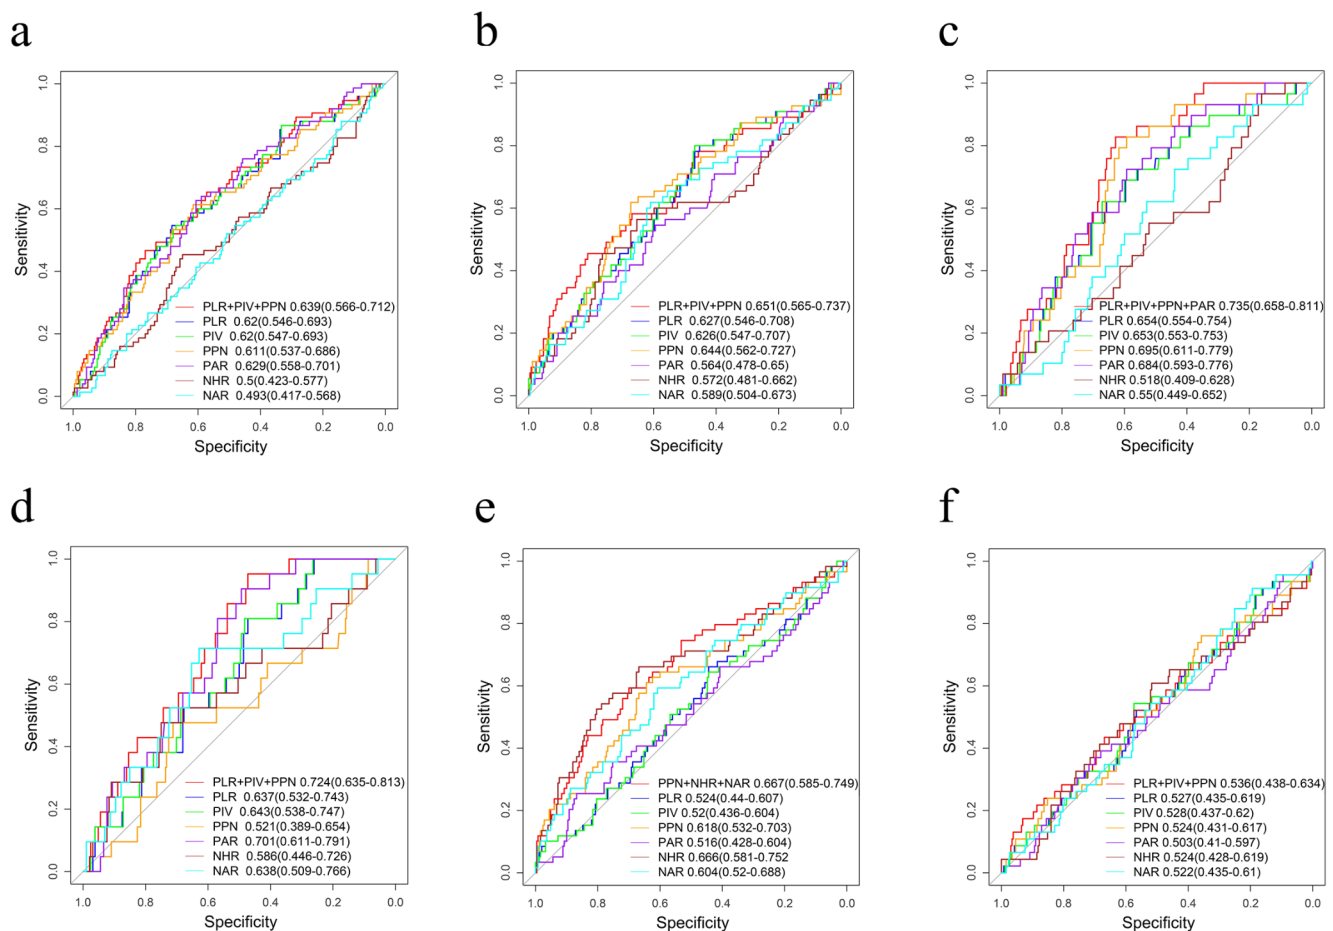 a
1.0
0.8
0.6
0.4
0.2
0.0
Sensitivity
PLR+PIV+PPN 0.639(0.566-0.712)
PLR 0.62(0.546-0.693)
PIV 0.62(0.547-0.693)
PPN 0.611(0.537-0.686)
PAR 0.629(0.558-0.701)
NHR 0.5(0.423-0.577)
NAR 0.493(0.417-0.568)
1.0 0.8 0.6 0.4 0.2 0.0
Specificity
b
1.0
0.8
0.6
0.4
0.2
0.0
Sensitivity
PLR+PIV+PPN 0.651(0.565-0.737)
PLR 0.627(0.546-0.708)
PIV 0.626(0.547-0.707)
PPN 0.644(0.562-0.727)
PAR 0.564(0.478-0.65)
NHR 0.572(0.481-0.662)
NAR 0.589(0.504-0.673)
1.0 0.8 0.6 0.4 0.2 0.0
Specificity
c
1.0
0.8
0.6
0.4
0.2
0.0
Sensitivity
PLR+PIV+PPN+PAR 0.735(0.658-0.811)
PLR 0.654(0.554-0.754)
PIV 0.653(0.553-0.753)
PPN 0.695(0.611-0.779)
PAR 0.684(0.593-0.776)
NHR 0.518(0.409-0.628)
NAR 0.55(0.449-0.652)
1.0 0.8 0.6 0.4 0.2 0.0
Specificity
d
1.0
0.8
0.6
0.4
0.2
0.0
Sensitivity
PLR+PIV+PPN 0.724(0.635-0.813)
PLR 0.637(0.532-0.743)
PIV 0.643(0.538-0.747)
PPN 0.521(0.389-0.654)
PAR 0.701(0.611-0.791)
NHR 0.586(0.446-0.726)
NAR 0.638(0.509-0.766)
1.0 0.8 0.6 0.4 0.2 0.0
Specificity
e
1.0
0.8
0.6
0.4
0.2
0.0
Sensitivity
PPN+NHR+NAR 0.667(0.585-0.749)
PLR 0.524(0.44-0.607)
PIV 0.52(0.436-0.604)
PPN 0.618(0.532-0.703)
PAR 0.516(0.428-0.604)
NHR 0.666(0.581-0.752
NAR 0.604(0.52-0.688)
1.0 0.8 0.6 0.4 0.2 0.0
Specificity
f
1.0
0.8
0.6
0.4
0.2
0.0
Sensitivity
PLR+PIV+PPN 0.536(0.438-0.634)
PLR 0.527(0.435-0.619)
PIV 0.528(0.437-0.62)
PPN 0.524(0.431-0.617)
PAR 0.503(0.41-0.597)
NHR 0.524(0.428-0.619)
NAR 0.522(0.435-0.61)
1.0 0.8 0.6 0.4 0.2 0.0
Specificity